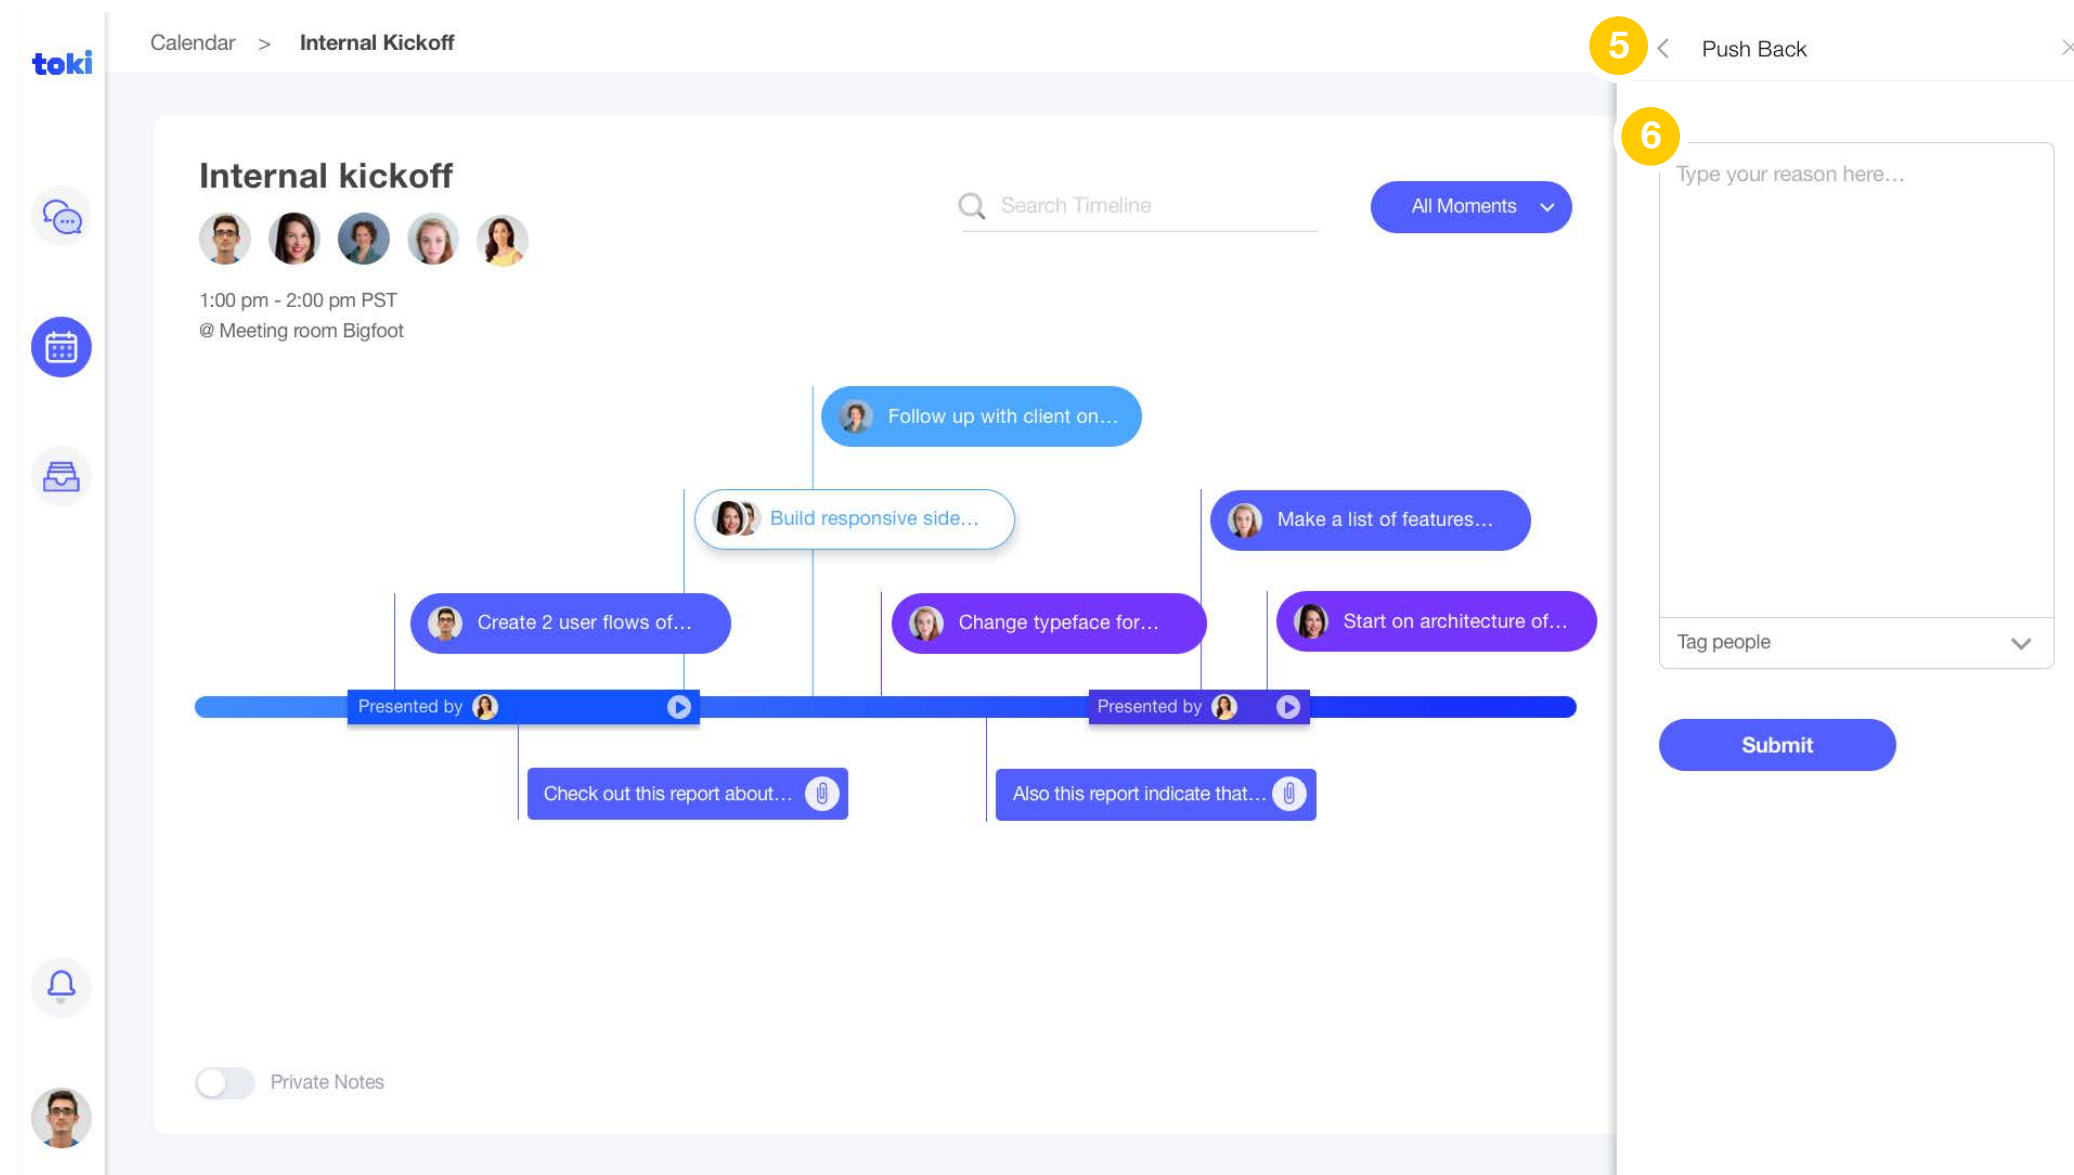 toki
Calendar > Internal Kickoff
5
Push Back
6
Internal kickoff
Search Timeline
All Moments
Type your reason here...
1:00 pm - 2:00 pm PST
@ Meeting room Bigfoot
Follow up with client on...
Build responsive side...
Make a list of features...
Create 2 user flows of...
Change typeface for...
Start on architecture of...
Tag people
Presented by
Presented by
Submit
Check out this report about...
Also this report indicate that...
Private Notes